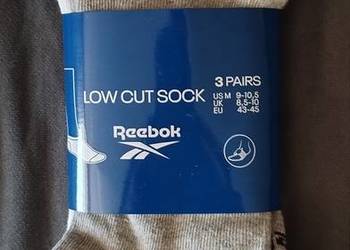 LOW CUT SOCK
3 PAIRS
US M 9-10,5
UK 8,5-10
EU 43-45
Reebok